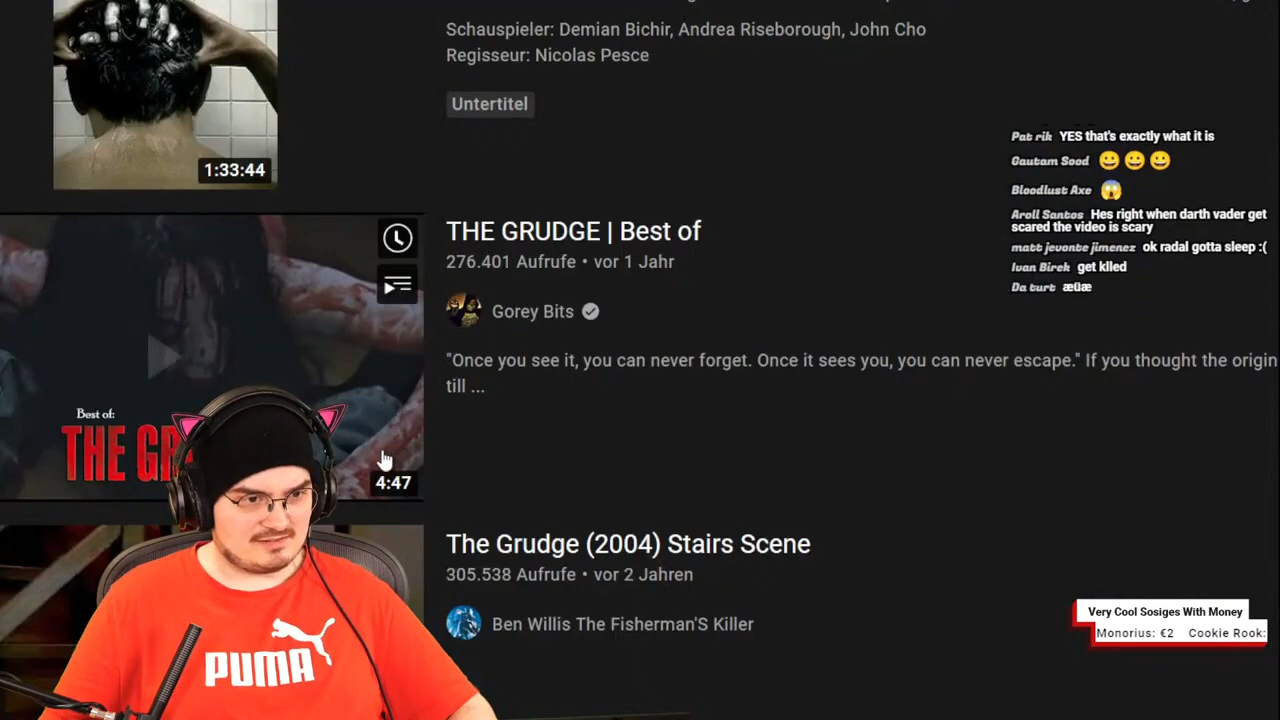 Schauspieler: Demian Bichir, Andrea Riseborough, John Cho
Regisseur: Nicolas Pesce
Untertitel
1:33:44
THE GRUDGE | Best of
276.401 Aufrufe • vor 1 Jahr
Gorey Bits
"Once you see it, you can never forget. Once it sees you, you can never escape." If you thought the origin
till ...
Best of:
THE GR
4:47
The Grudge (2004) Stairs Scene
305.538 Aufrufe • vor 2 Jahren
Ben Willis The Fisherman'S Killer
PUMA
Pat rik YES that's exactly what it is
Gautam Sood 😀 😀 😀
Bloodlust Axe 😱
Aroll Santos Hes right when darth vader get
scared the video is scary
matt jevonte jimenez ok radal gotta sleep :(
Ivan Birek get klled
Da turt æüæ
Very Cool Sosiges With Money
Monorius: €2 Cookie Rook: